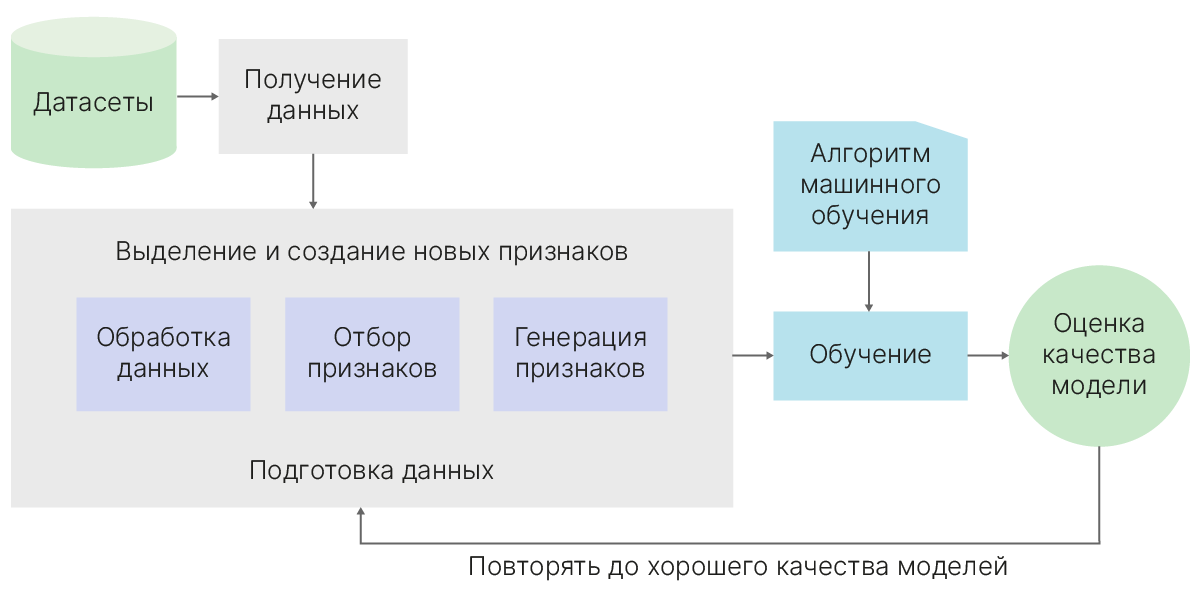 Датасеты
Получение
данных
Выделение и создание новых признаков
Обработка
данных
Отбор
признаков
Генерация
признаков
Подготовка данных
Алгоритм
машинного
обучения
Обучение
Оценка
качества
модели
Повторять до хорошего качества моделей